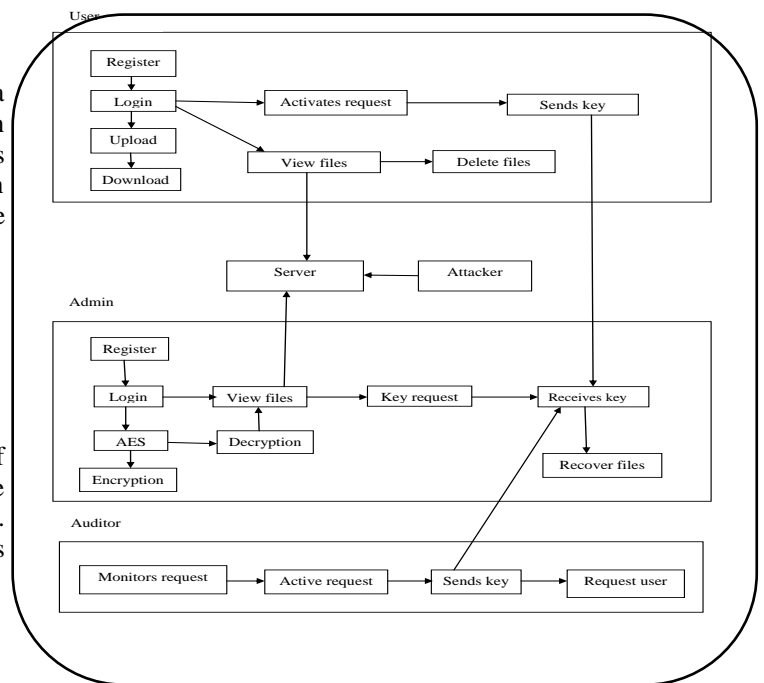 User
Register
Login
Activates request
Sends key
Upload
View files
Delete files
Download
Server
Attacker
Admin
Register
Login
View files
Key request
Receives key
AES
Decryption
Recover files
Encryption
Auditor
Monitors request
Active request
Sends key
Request user